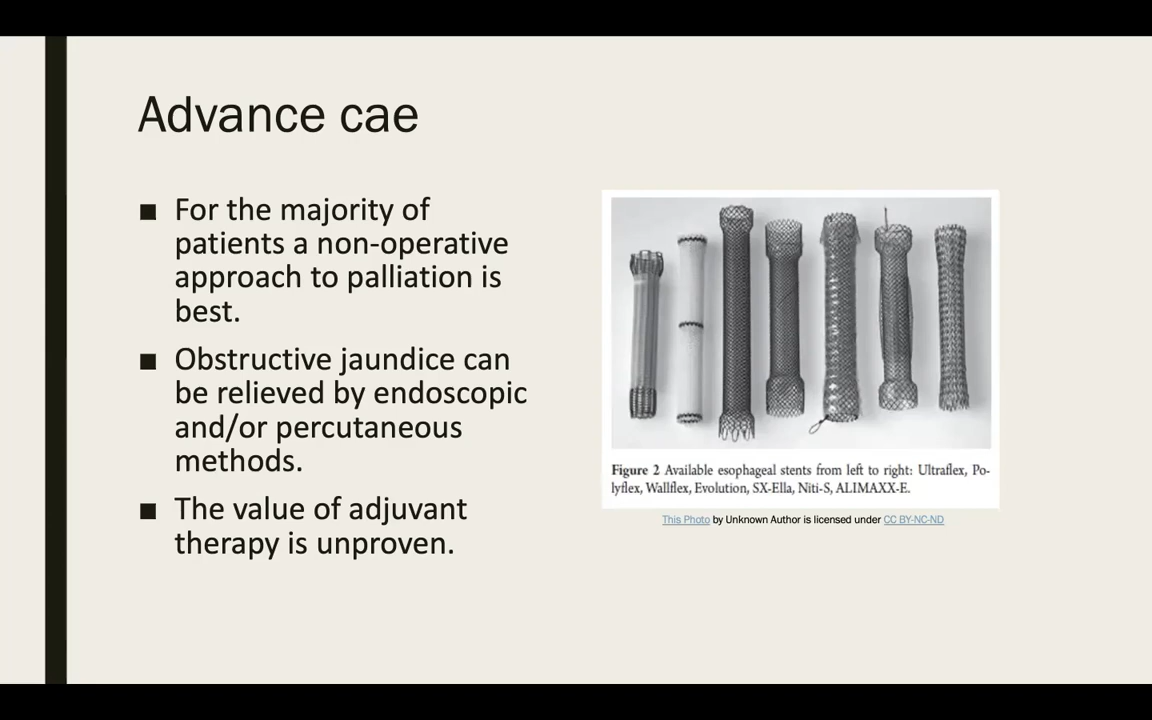 Advance cae
■ For the majority of
patients a non-operative
approach to palliation is
best.
■ Obstructive jaundice can
be relieved by endoscopic
and/or percutaneous
methods.
■ The value of adjuvant
therapy is unproven.
Figure 2 Available esophageal stents from left to right: Ultraflex, Po-
lyflex, Wallflex, Evolution, SX-Ella, Niti-S, ALIMAXX-E.
This Photo by Unknown Author is licensed under CC BY-NC-ND